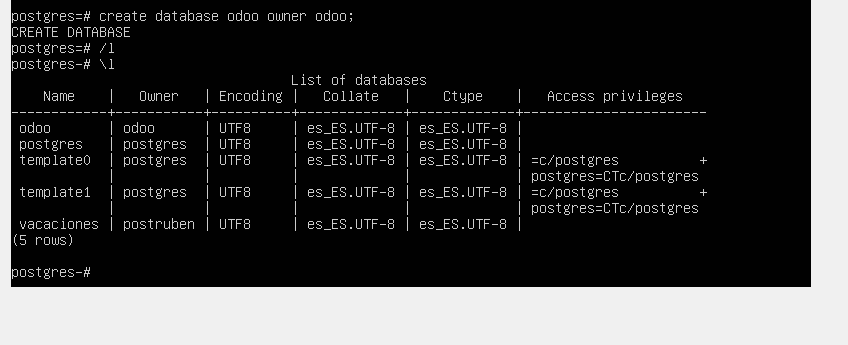 postgres=# create database odoo owner odoo;
CREATE DATABASE
postgres=# /l
postgres-# \l
                                   List of databases
    Name    |   Owner   | Encoding |   Collate   |    Ctype    |   Access privileges
------------+-----------+----------+-------------+-------------+-----------------------
 odoo       | odoo      | UTF8     | es_ES.UTF-8 | es_ES.UTF-8 |
 postgres   | postgres  | UTF8     | es_ES.UTF-8 | es_ES.UTF-8 |
 template0  | postgres  | UTF8     | es_ES.UTF-8 | es_ES.UTF-8 | =c/postgres          +
            |           |          |             |             | postgres=CTc/postgres
 template1  | postgres  | UTF8     | es_ES.UTF-8 | es_ES.UTF-8 | =c/postgres          +
            |           |          |             |             | postgres=CTc/postgres
 vacaciones | postruben | UTF8     | es_ES.UTF-8 | es_ES.UTF-8 |
(5 rows)
postgres-#